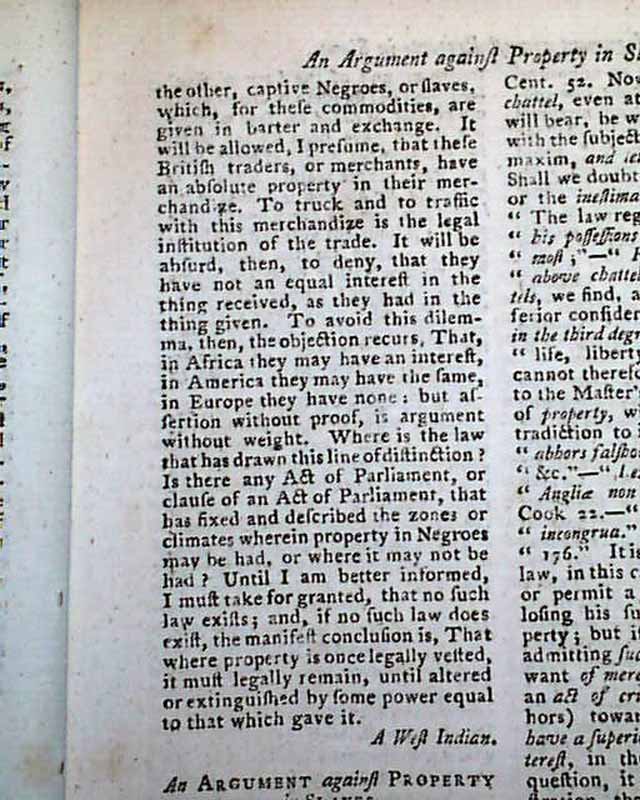 An Argument againſt Property in Sl
the other, captive Negroes, or ſlaves,
which, for theſe commodities, are
given in barter and exchange. It
will be allowed, I preſume, that theſe
Britiſh traders, or merchants, have
an abſolute property in their mer-
chandize. To truck and to traffic
with this merchandize is the legal
inſtitution of the trade. It will be
abſurd, then, to deny, that they
have not an equal intereſt in the
thing received, as they had in the
thing given. To avoid this dilem-
ma, then, the objection recurs, That,
in Africa they may have an intereſt,
in America they may have the ſame,
in Europe they have none: but aſ-
ſertion without proof, is argument
without weight. Where is the law
that has drawn this line of diſtinction?
Is there any Act of Parliament, or
clauſe of an Act of Parliament, that
has fixed and deſcribed the zones or
climates wherein property in Negroes
may be had, or where it may not be
had? Until I am better informed,
I muſt take for granted, that no ſuch
law exiſts; and, if no ſuch law does
exiſt, the manifeſt concluſion is, That
where property is once legally veſted,
it muſt legally remain, until altered
or extinguiſhed by ſome power equal
to that which gave it.
A Weſt Indian.
An ARGUMENT againſt PROPERTY
in SLAVES
Cent. 52. Nov
chattel, even at
will bear, be w
with the ſubject
maxim, and
Shall we doubt
or the ineſtima
" The law reg
" his poſſeſſions
" moſt;"—"
" above chattel
tels, we find, a
ferior conſider
in the third degr
" life, libert
cannot therefo
to the Maſter's
of property, w
tradiction to i
" abhors falſho
" &c."—" Lex
" Angliæ non
Cook 22.—"
" incongrua."
" 176." It is
law, in this c
or permit a
loſing his ſu
perty; but i
admitting ſuc
want of merc
an act of cr
hors) towar
have a ſuperi
tereſt, in the
queſtion, it